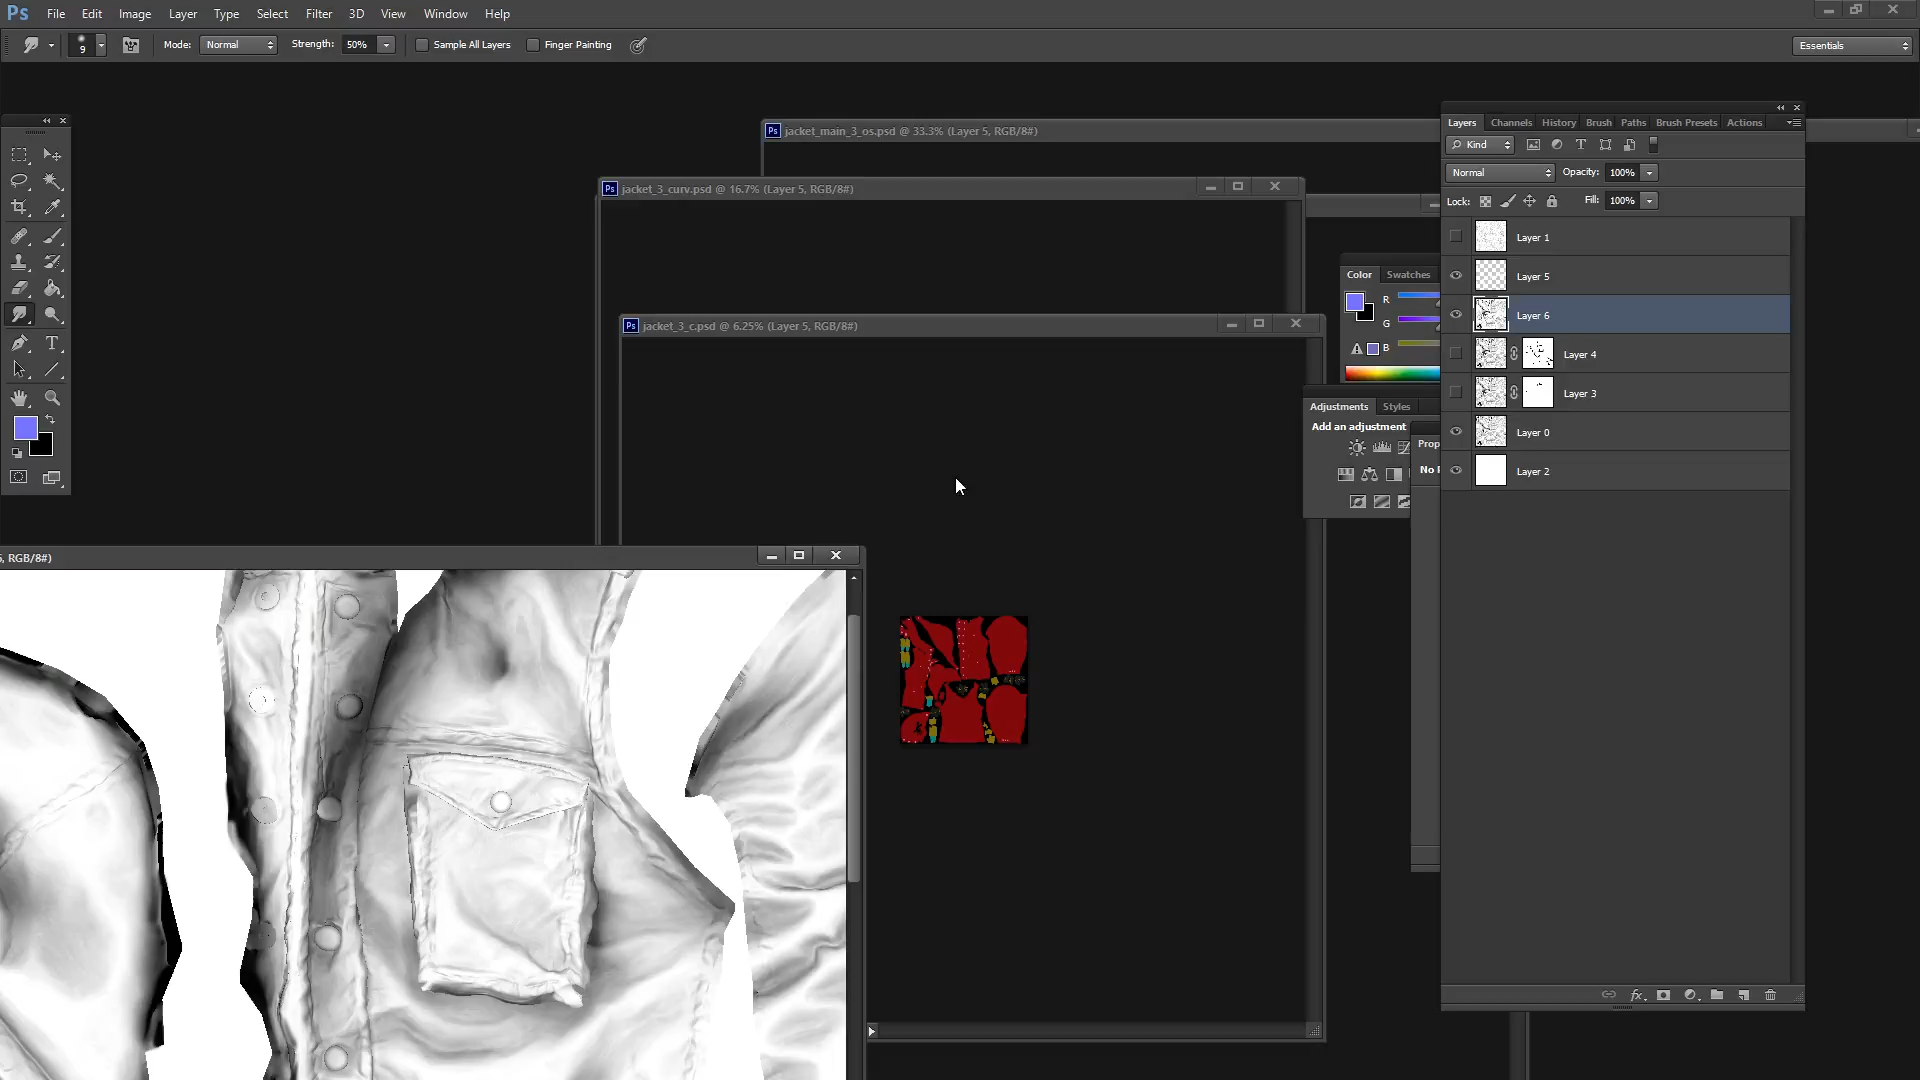 Ps File Edit Image Layer Type Select Filter 3D View Window Help
9 Mode: Normal Strength: 50% Sample All Layers Finger Painting Essentials
Ps jacket_main_3_os.psd @ 33.3% (Layer 5, RGB/8#)
Layers Channels History Brush Brush Presets Paths Actions
Kind
Normal Opacity: 100%
Ps jacket_3_curv.psd @ 16.7% (Layer 5, RGB/8#)
Lock: Fill: 100%
Layer 1
Color Swatches
Layer 5
R
Layer 6
G
Ps jacket_3_c.psd @ 6.25% (Layer 5, RGB/8#)
B
Layer 4
Layer 3
Adjustments Styles
Add an adjustment
Layer 0
Prop
No
Layer 2
, RGB/8#)